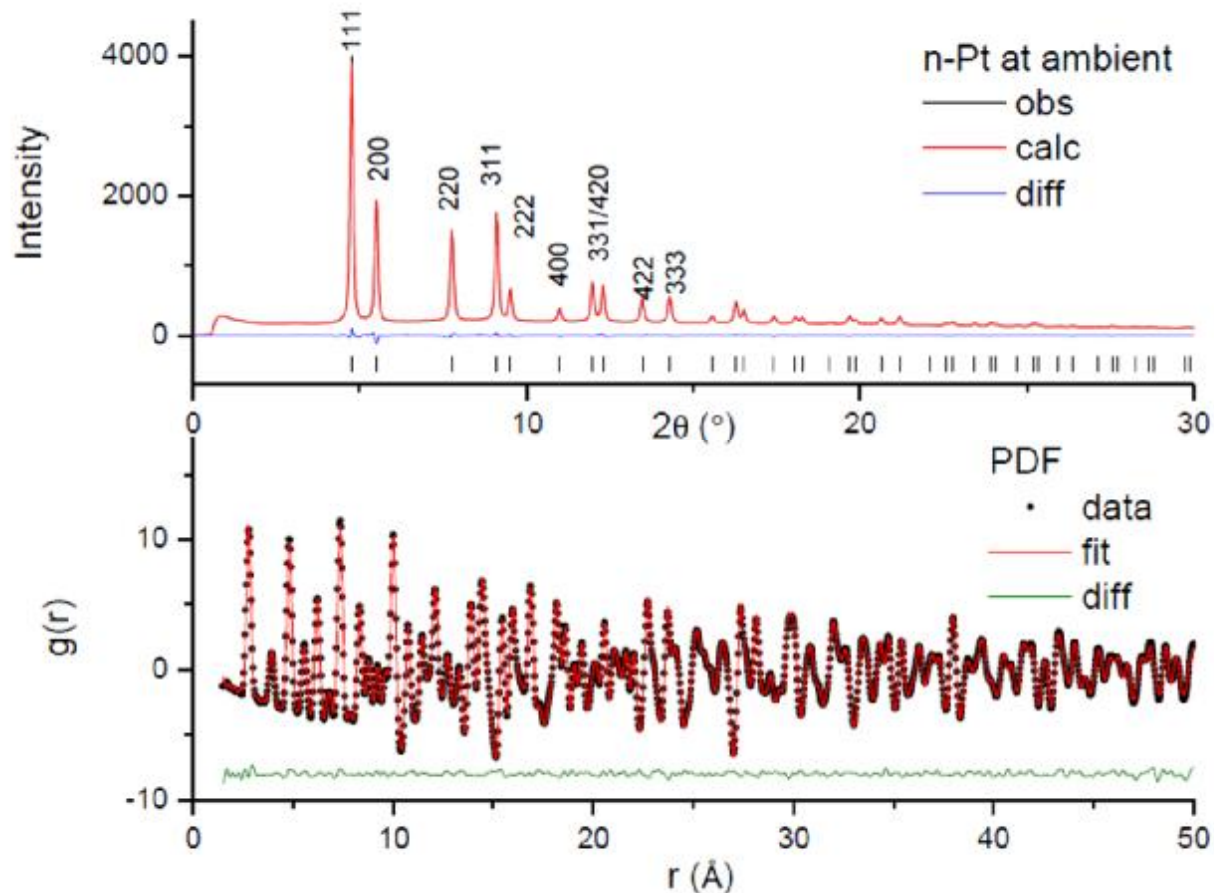 n-Pt at ambient
obs
calc
diff
Intensity
4000
2000
0
111
200
220
311
222
400
331/420
422
333
0
10
20
30
2θ (°)
PDF
data
fit
diff
g(r)
10
0
-10
0
10
20
30
40
50
r (Å)